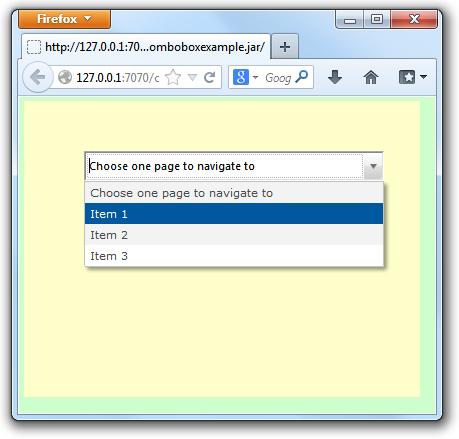 Firefox
http://127.0.0.1:70...omboboxexample.jar/
127.0.0.1:7070/c
Goog
Choose one page to navigate to
Choose one page to navigate to
Item 1
Item 2
Item 3